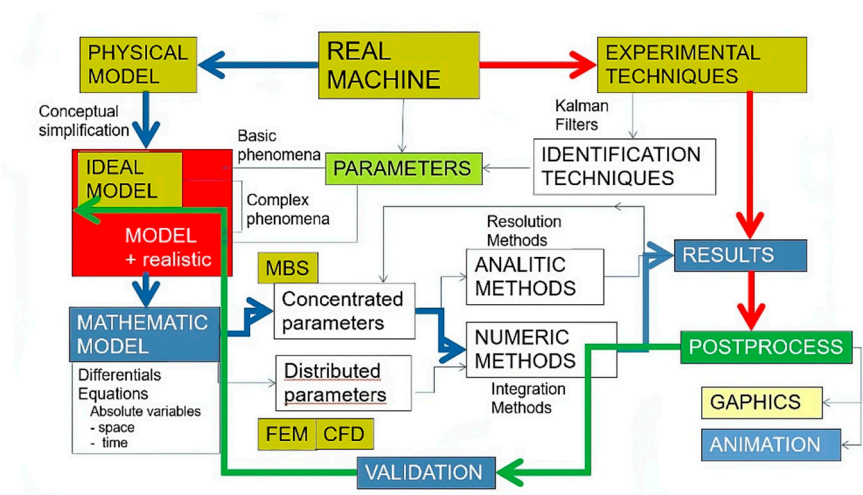 PHYSICAL
MODEL
REAL
MACHINE
EXPERIMENTAL
TECHNIQUES
Conceptual
simplification
Kalman
Filters
Basic
phenomena
PARAMETERS
IDENTIFICATION
TECHNIQUES
IDEAL
MODEL
Complex
phenomena
MODEL
+ realistic
Resolution
Methods
MBS
ANALITIC
METHODS
RESULTS
Concentrated
parameters
MATHEMATIC
MODEL
NUMERIC
METHODS
POSTPROCESS
Differentials
Equations
Absolute variables
- space
- time
Distributed
parameters
Integration
Methods
GAPHICS
FEM
CFD
ANIMATION
VALIDATION